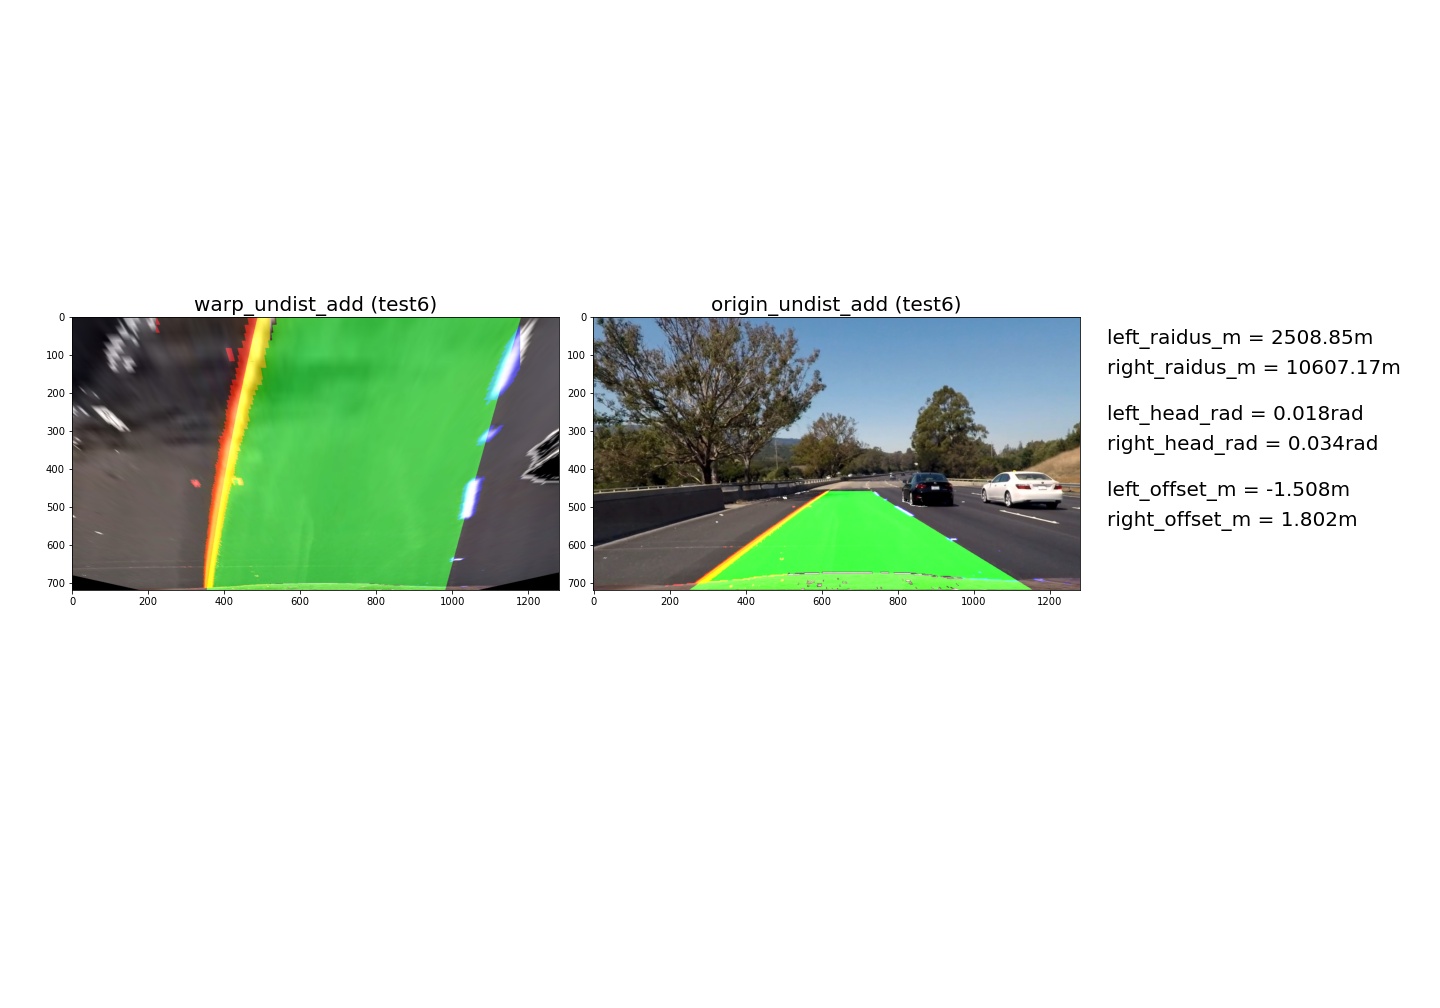 warp_undist_add (test6)
0
100
200
300
400
500
600
700
0 200 400 600 800 1000 1200
origin_undist_add (test6)
0
100
200
300
400
500
600
700
0 200 400 600 800 1000 1200
left_raidus_m = 2508.85m
right_raidus_m = 10607.17m
left_head_rad = 0.018rad
right_head_rad = 0.034rad
left_offset_m = -1.508m
right_offset_m = 1.802m